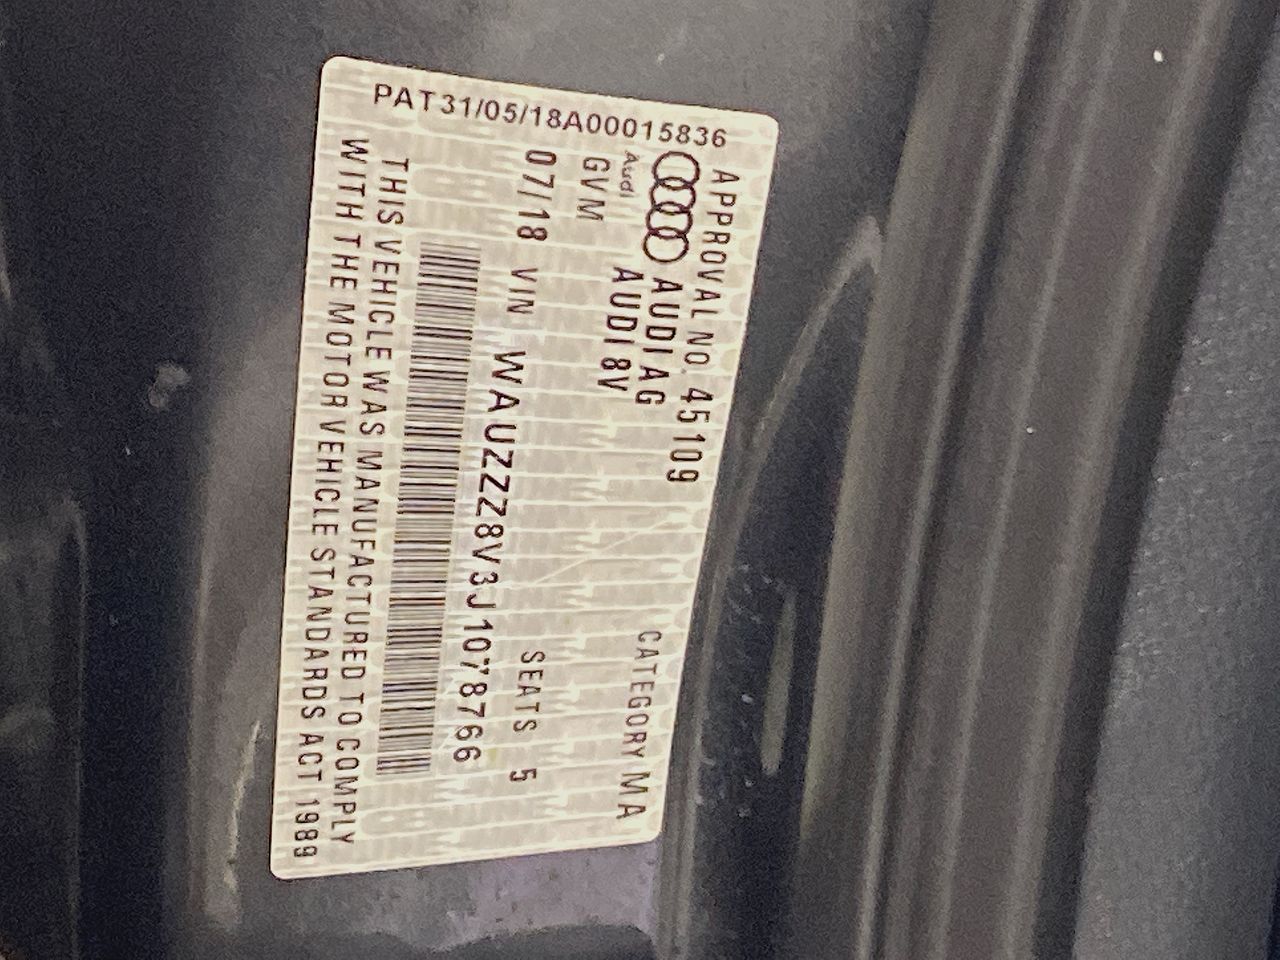 PAT31/05/18A00015836
APPROVAL NO. 45109
CATEGORY MA
Audi
AUDI AG
AUDI 8V
GVM
07/18 VIN WAUZZZ8V3J1078766
SEATS 5
THIS VEHICLE WAS MANUFACTURED TO COMPLY
WITH THE MOTOR VEHICLE STANDARDS ACT 1989